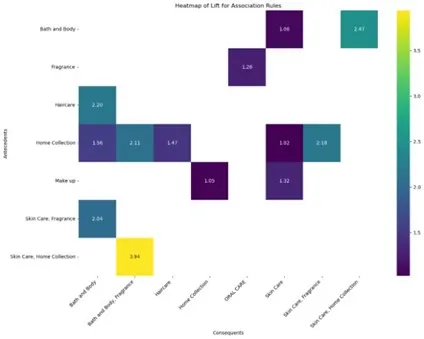 Heatmap of Lift for Association Rules
Bath and Body
1.06
2.47
Fragrance
1.28
Haircare
2.20
Home Collection
1.56
2.11
1.47
1.02
2.18
Make up
1.05
1.32
Skin Care, Fragrance
2.04
Skin Care, Home Collection
3.94
Antecedents
3.5
3.0
2.5
2.0
1.5
Bath and Body
Bath and Body, Fragrance
Haircare
Home Collection
ORAL CARE
Skin Care
Skin Care, Fragrance
Skin Care, Home Collection
Consequents